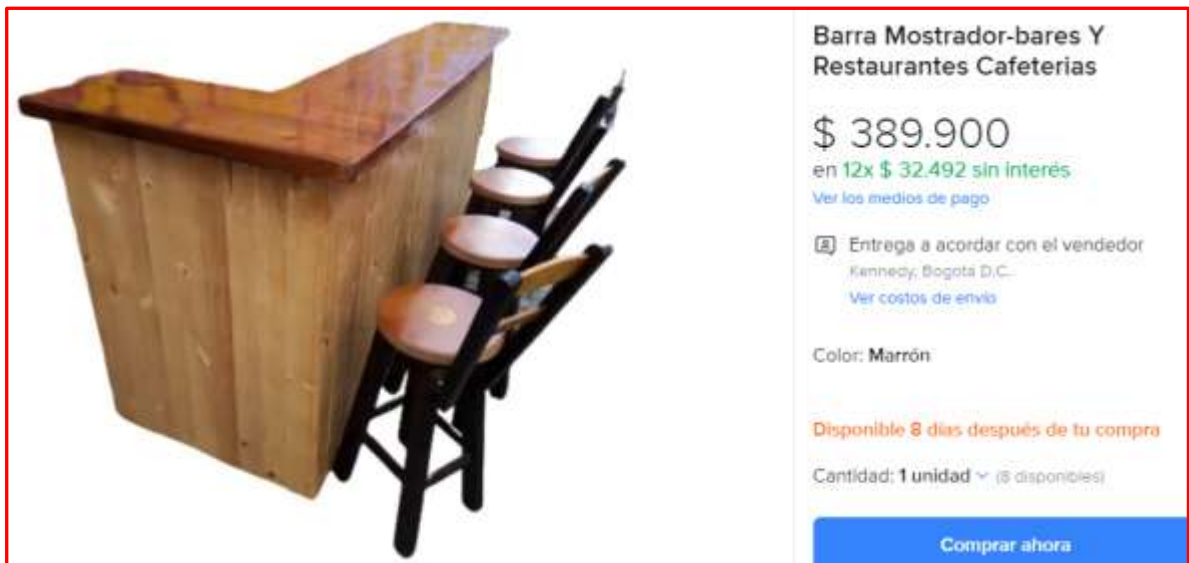 Barra Mostrador-bares Y
Restaurantes Cafeterias
$ 389.900
en 12x $ 32.492 sin interés
Ver los medios de pago
Entrega a acordar con el vendedor
Kennedy, Bogotá D.C.
Ver costos de envío
Color: Marrón
Disponible 8 días después de tu compra
Cantidad: 1 unidad (8 disponibles)
Comprar ahora